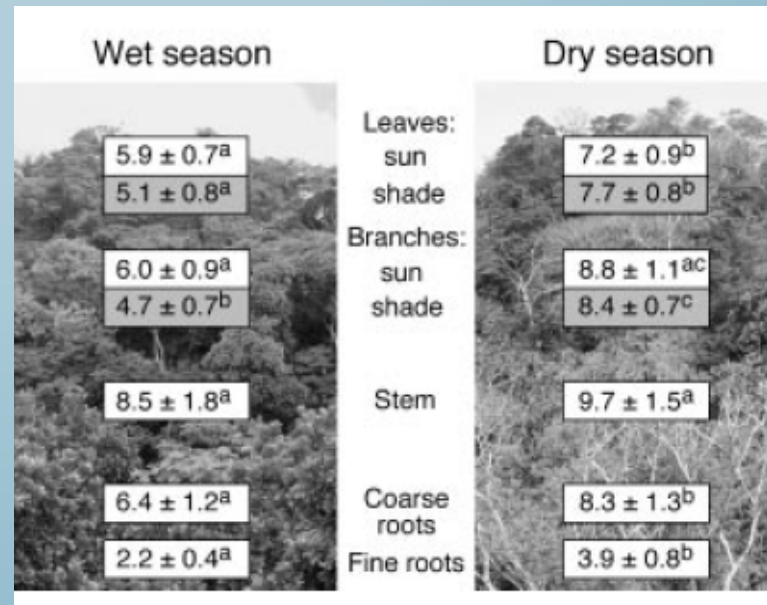 Wet season
Dry season
Leaves:
5.9 ± 0.7a sun 7.2 ± 0.9b
5.1 ± 0.8a shade 7.7 ± 0.8b
Branches:
6.0 ± 0.9a sun 8.8 ± 1.1ac
4.7 ± 0.7b shade 8.4 ± 0.7c
8.5 ± 1.8a Stem 9.7 ± 1.5a
6.4 ± 1.2a Coarse roots 8.3 ± 1.3b
2.2 ± 0.4a Fine roots 3.9 ± 0.8b